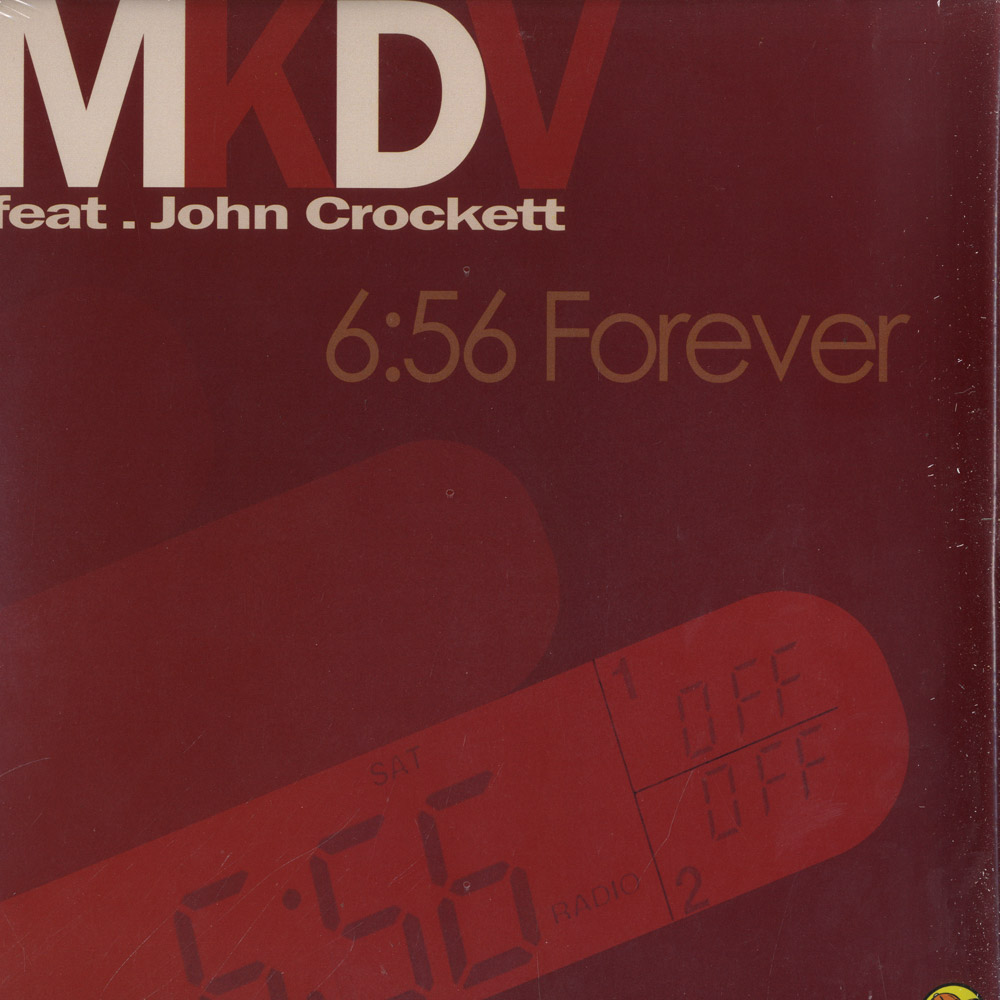 MKDV
feat . John Crockett
6:56 Forever
1 OFF
SAT
OFF
6:56
RADIO
2